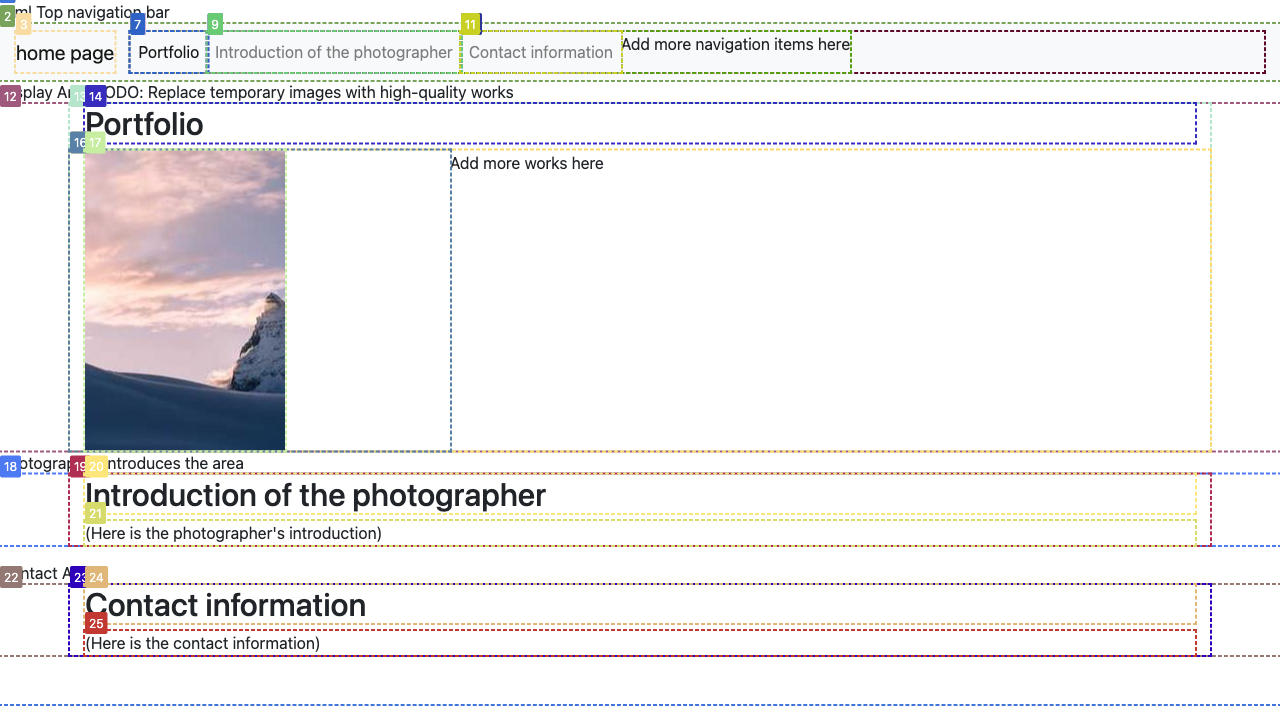 2 ml Top navigation bar
3 7 9 11
home page Portfolio Introduction of the photographer Contact information Add more navigation items here
12 splay Ar 13 14 ODO: Replace temporary images with high-quality works
Portfolio
16 17
Add more works here
18 otograp 19 20 introduces the area
Introduction of the photographer
21
(Here is the photographer's introduction)
22 ntact A 23 24
Contact information
25
(Here is the contact information)